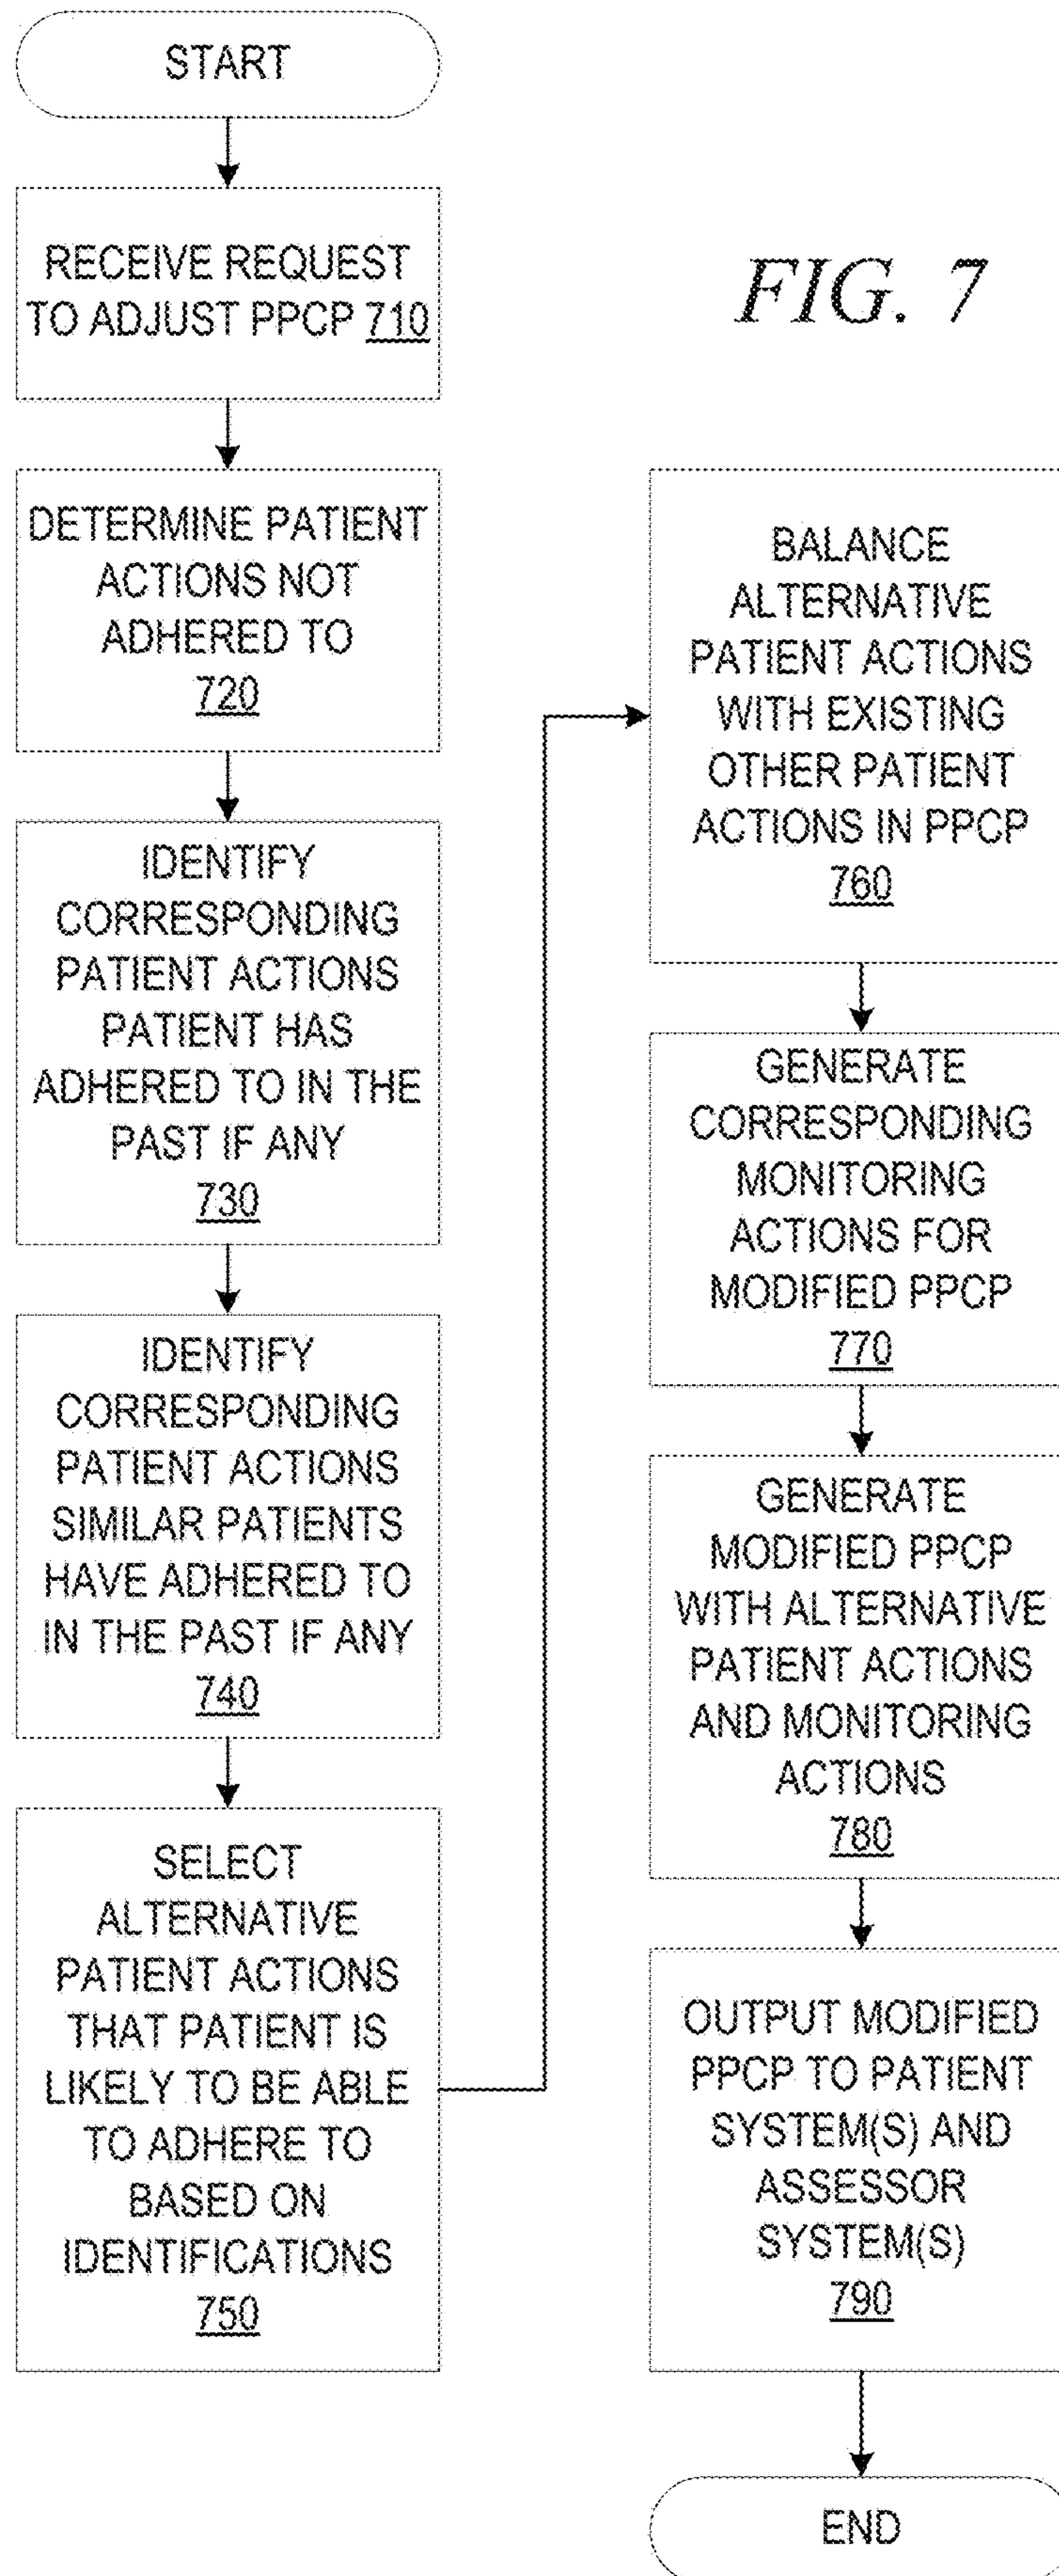 START
RECEIVE REQUEST
TO ADJUST PPCP 710
DETERMINE PATIENT
ACTIONS NOT
ADHERED TO
720
IDENTIFY
CORRESPONDING
PATIENT ACTIONS
PATIENT HAS
ADHERED TO IN THE
PAST IF ANY
730
IDENTIFY
CORRESPONDING
PATIENT ACTIONS
SIMILAR PATIENTS
HAVE ADHERED TO
IN THE PAST IF ANY
740
SELECT
ALTERNATIVE
PATIENT ACTIONS
THAT PATIENT IS
LIKELY TO BE ABLE
TO ADHERE TO
BASED ON
IDENTIFICATIONS
750
FIG. 7
BALANCE
ALTERNATIVE
PATIENT ACTIONS
WITH EXISTING
OTHER PATIENT
ACTIONS IN PPCP
760
GENERATE
CORRESPONDING
MONITORING
ACTIONS FOR
MODIFIED PPCP
770
GENERATE
MODIFIED PPCP
WITH ALTERNATIVE
PATIENT ACTIONS
AND MONITORING
ACTIONS
780
OUTPUT MODIFIED
PPCP TO PATIENT
SYSTEM(S) AND
ASSESSOR
SYSTEM(S)
790
END